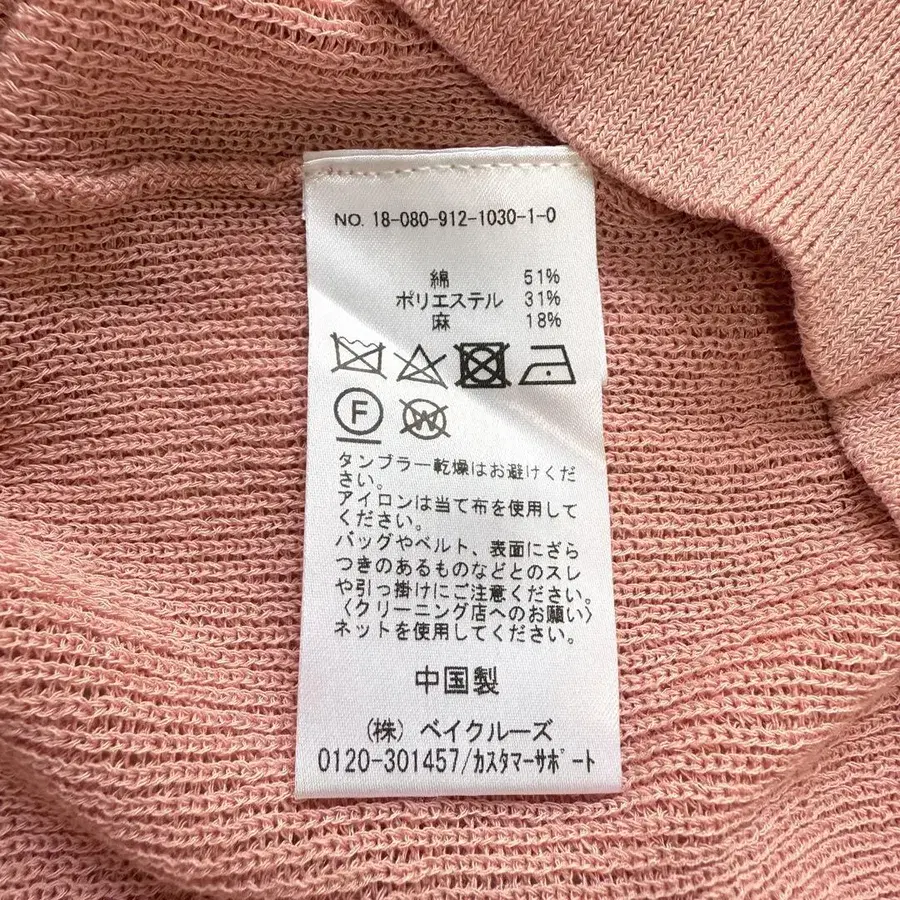 NO. 18-080-912-1030-1-0
綿 51%
ポリエステル 31%
麻 18%
F W
タンブラー乾燥はお避けくだ
さい。
アイロンは当て布を使用して
ください。
バッグやベルト、表面にざら
つきのあるものなどとのスレ
や引っ掛けにご注意ください。
〈クリーニング店へのお願い〉
ネットを使用してください。
中国製
(株) ベイクルーズ
0120-301457/カスタマーサポート